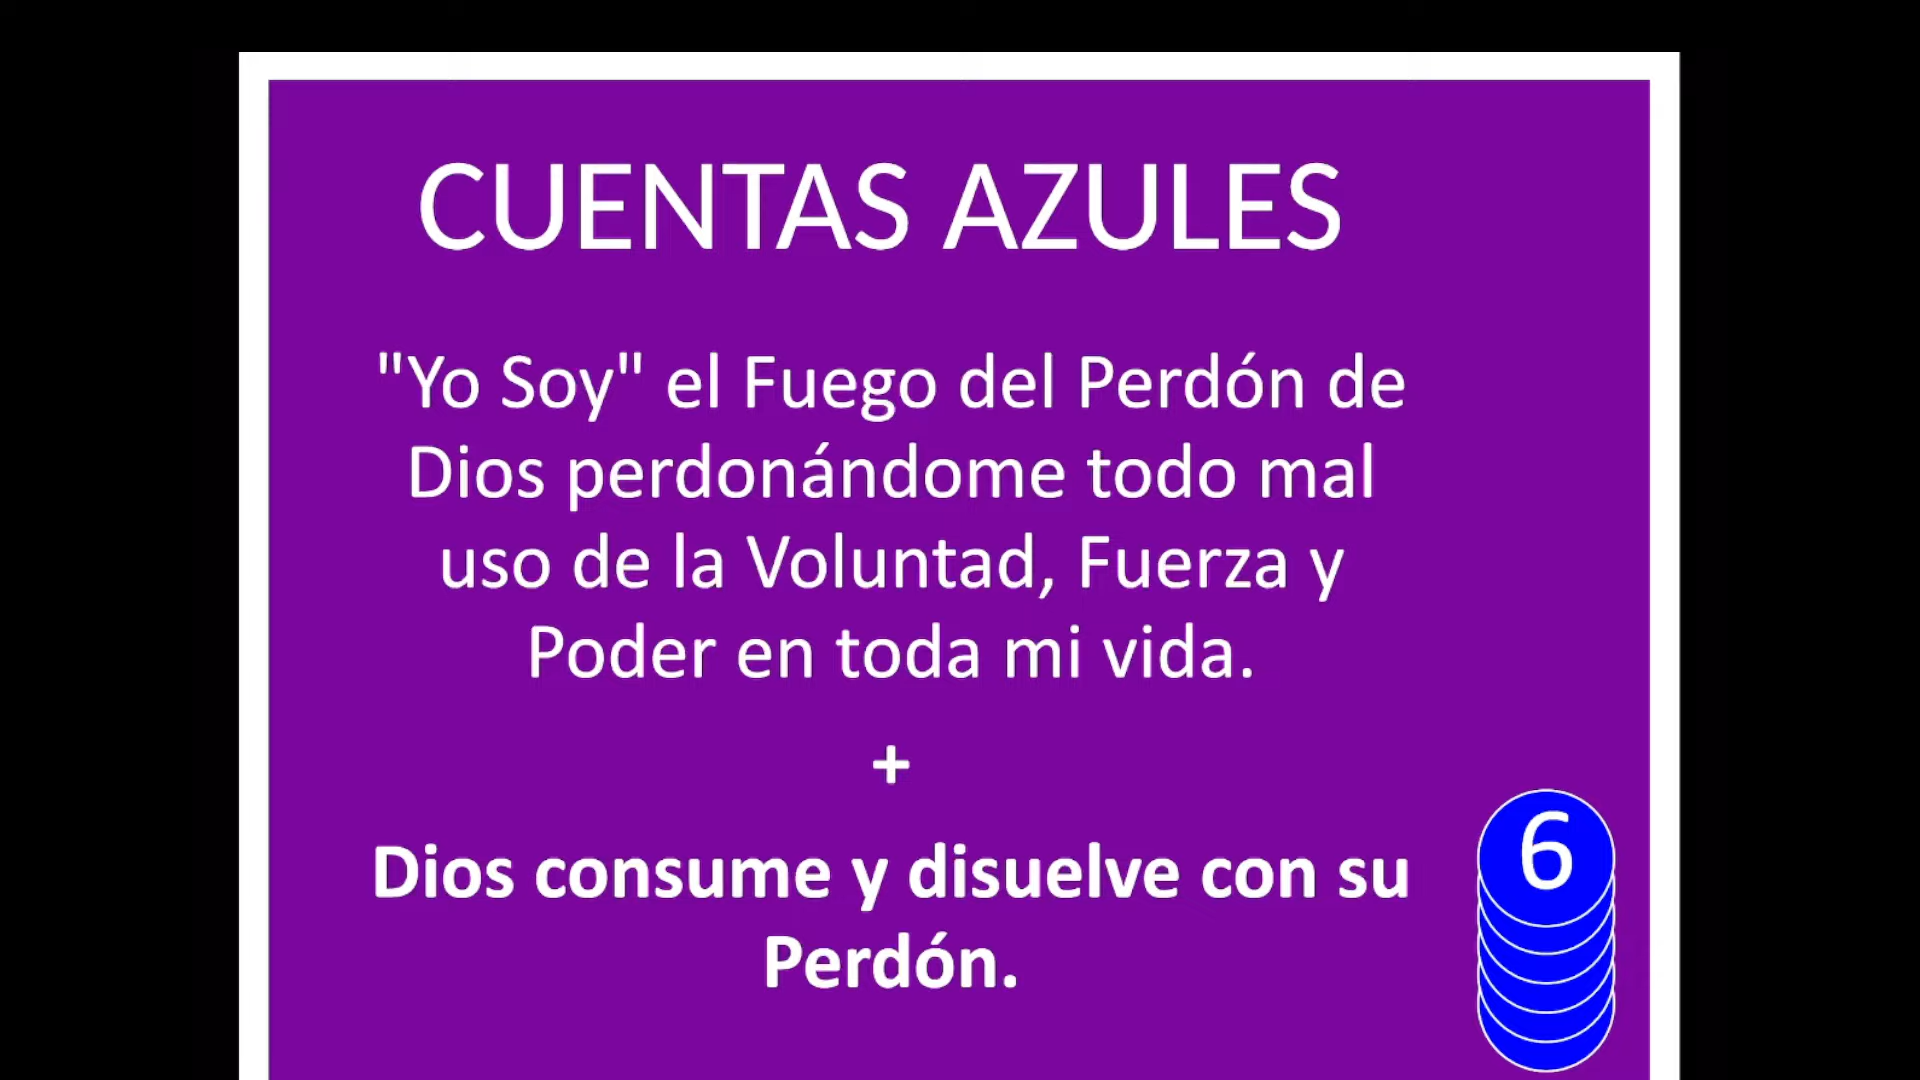 CUENTAS AZULES
"Yo Soy" el Fuego del Perdón de
Dios perdonándome todo mal
uso de la Voluntad, Fuerza y
Poder en toda mi vida.
+
Dios consume y disuelve con su
Perdón.
6